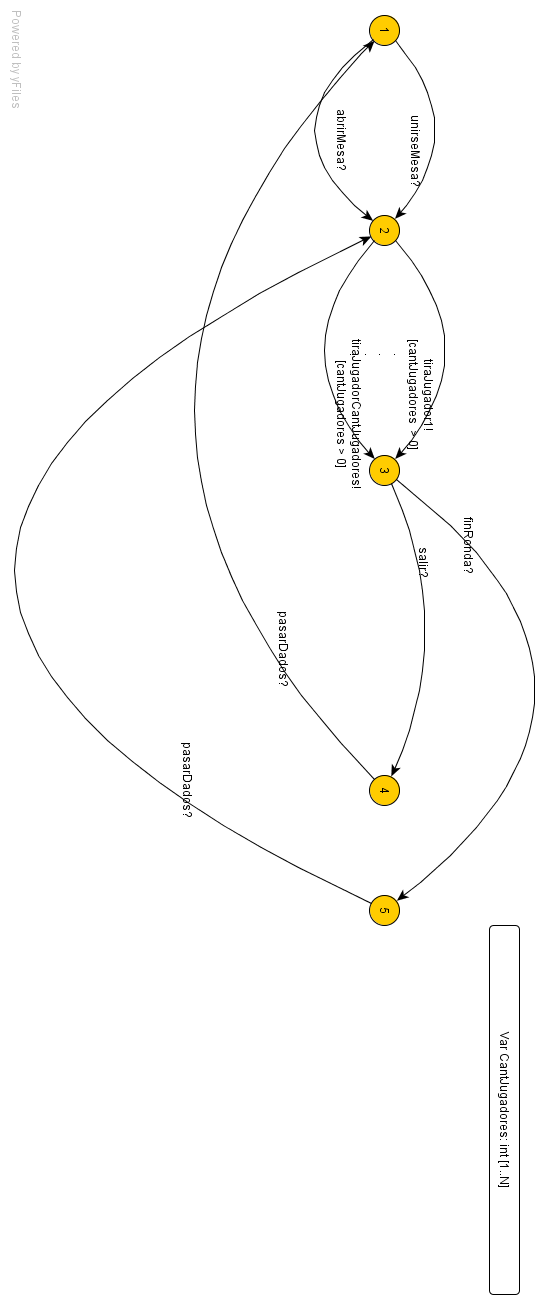 Var CantJugadores: int [1..N]
finRonda?
tiraJugador1!
[cantJugadores > 0]
.
.
.
tiraJugadorCantJugadores!
[cantJugadores > 0]
unirseMesa?
abrirMesa?
salir?
1
2
3
4
5
pasarDados?
pasarDados?
Powered by yFiles